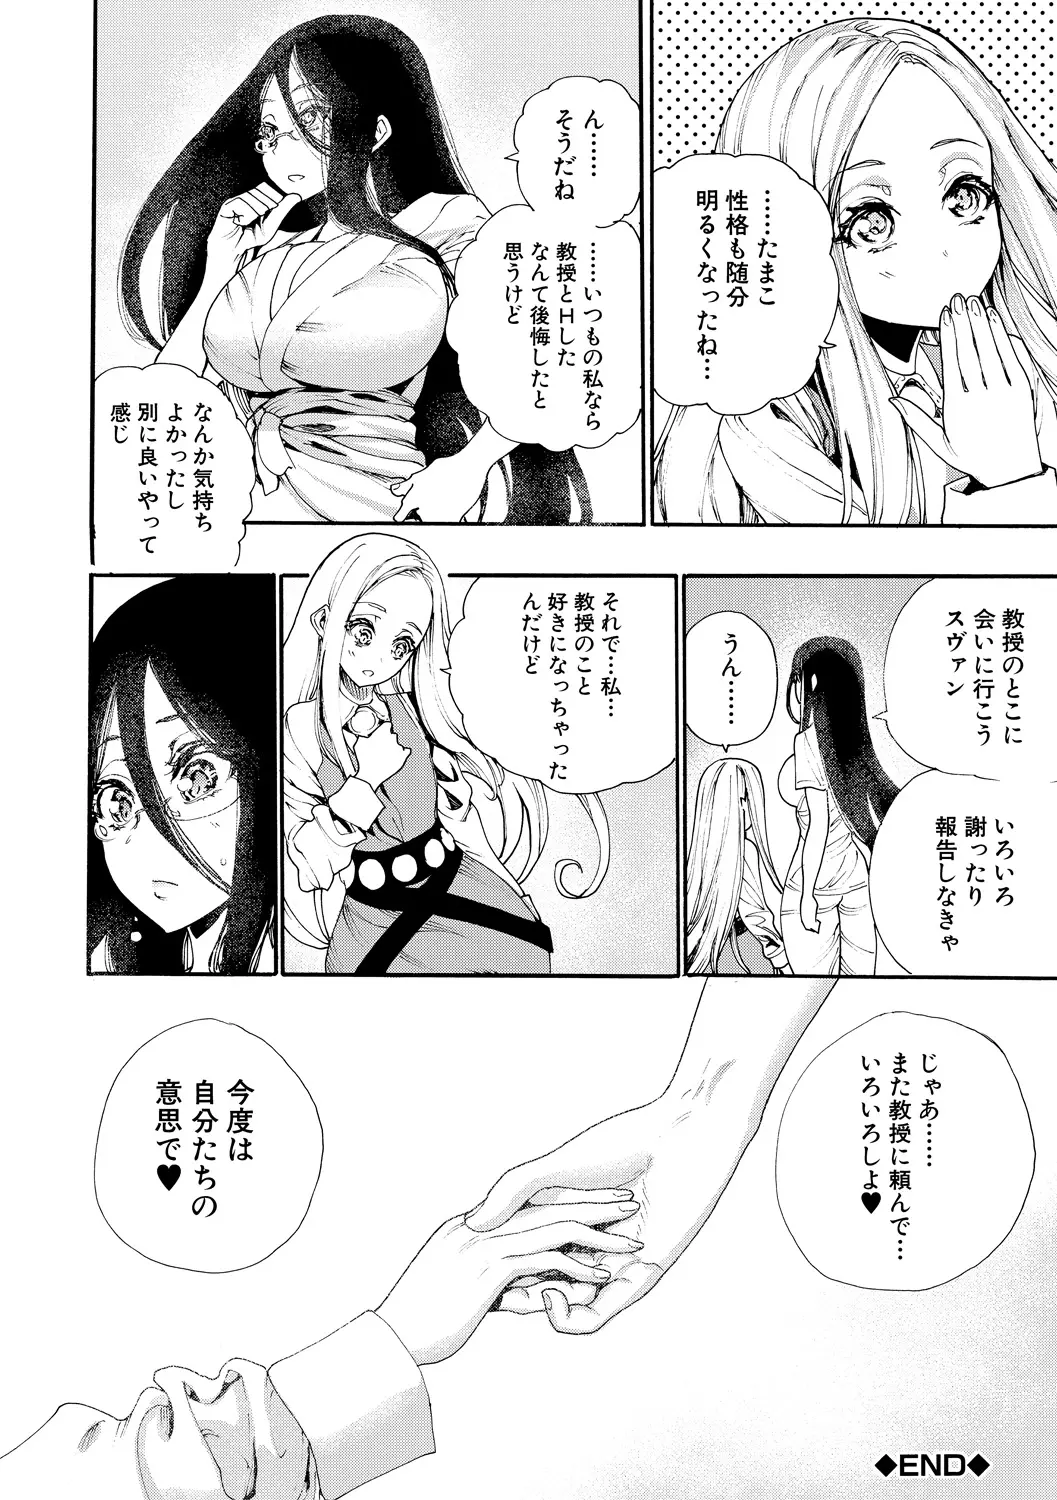 ……たまこ
性格も随分
明るくなったね…
ん……
そうだね
……いつもの私なら
教授とHした
なんて後悔したと
思うけど
なんか気持ち
よかったし
別に良いやって
感じ
教授のとこに
会いに行こう
スヴァン
いろいろ
謝ったり
報告しなきゃ
うん……
それで…私…
教授のこと
好きになっちゃった
んだけど
じゃあ……
また教授に頼んで…
いろいろしよ♥
今度は
自分たちの
意思で♥
◆END◆